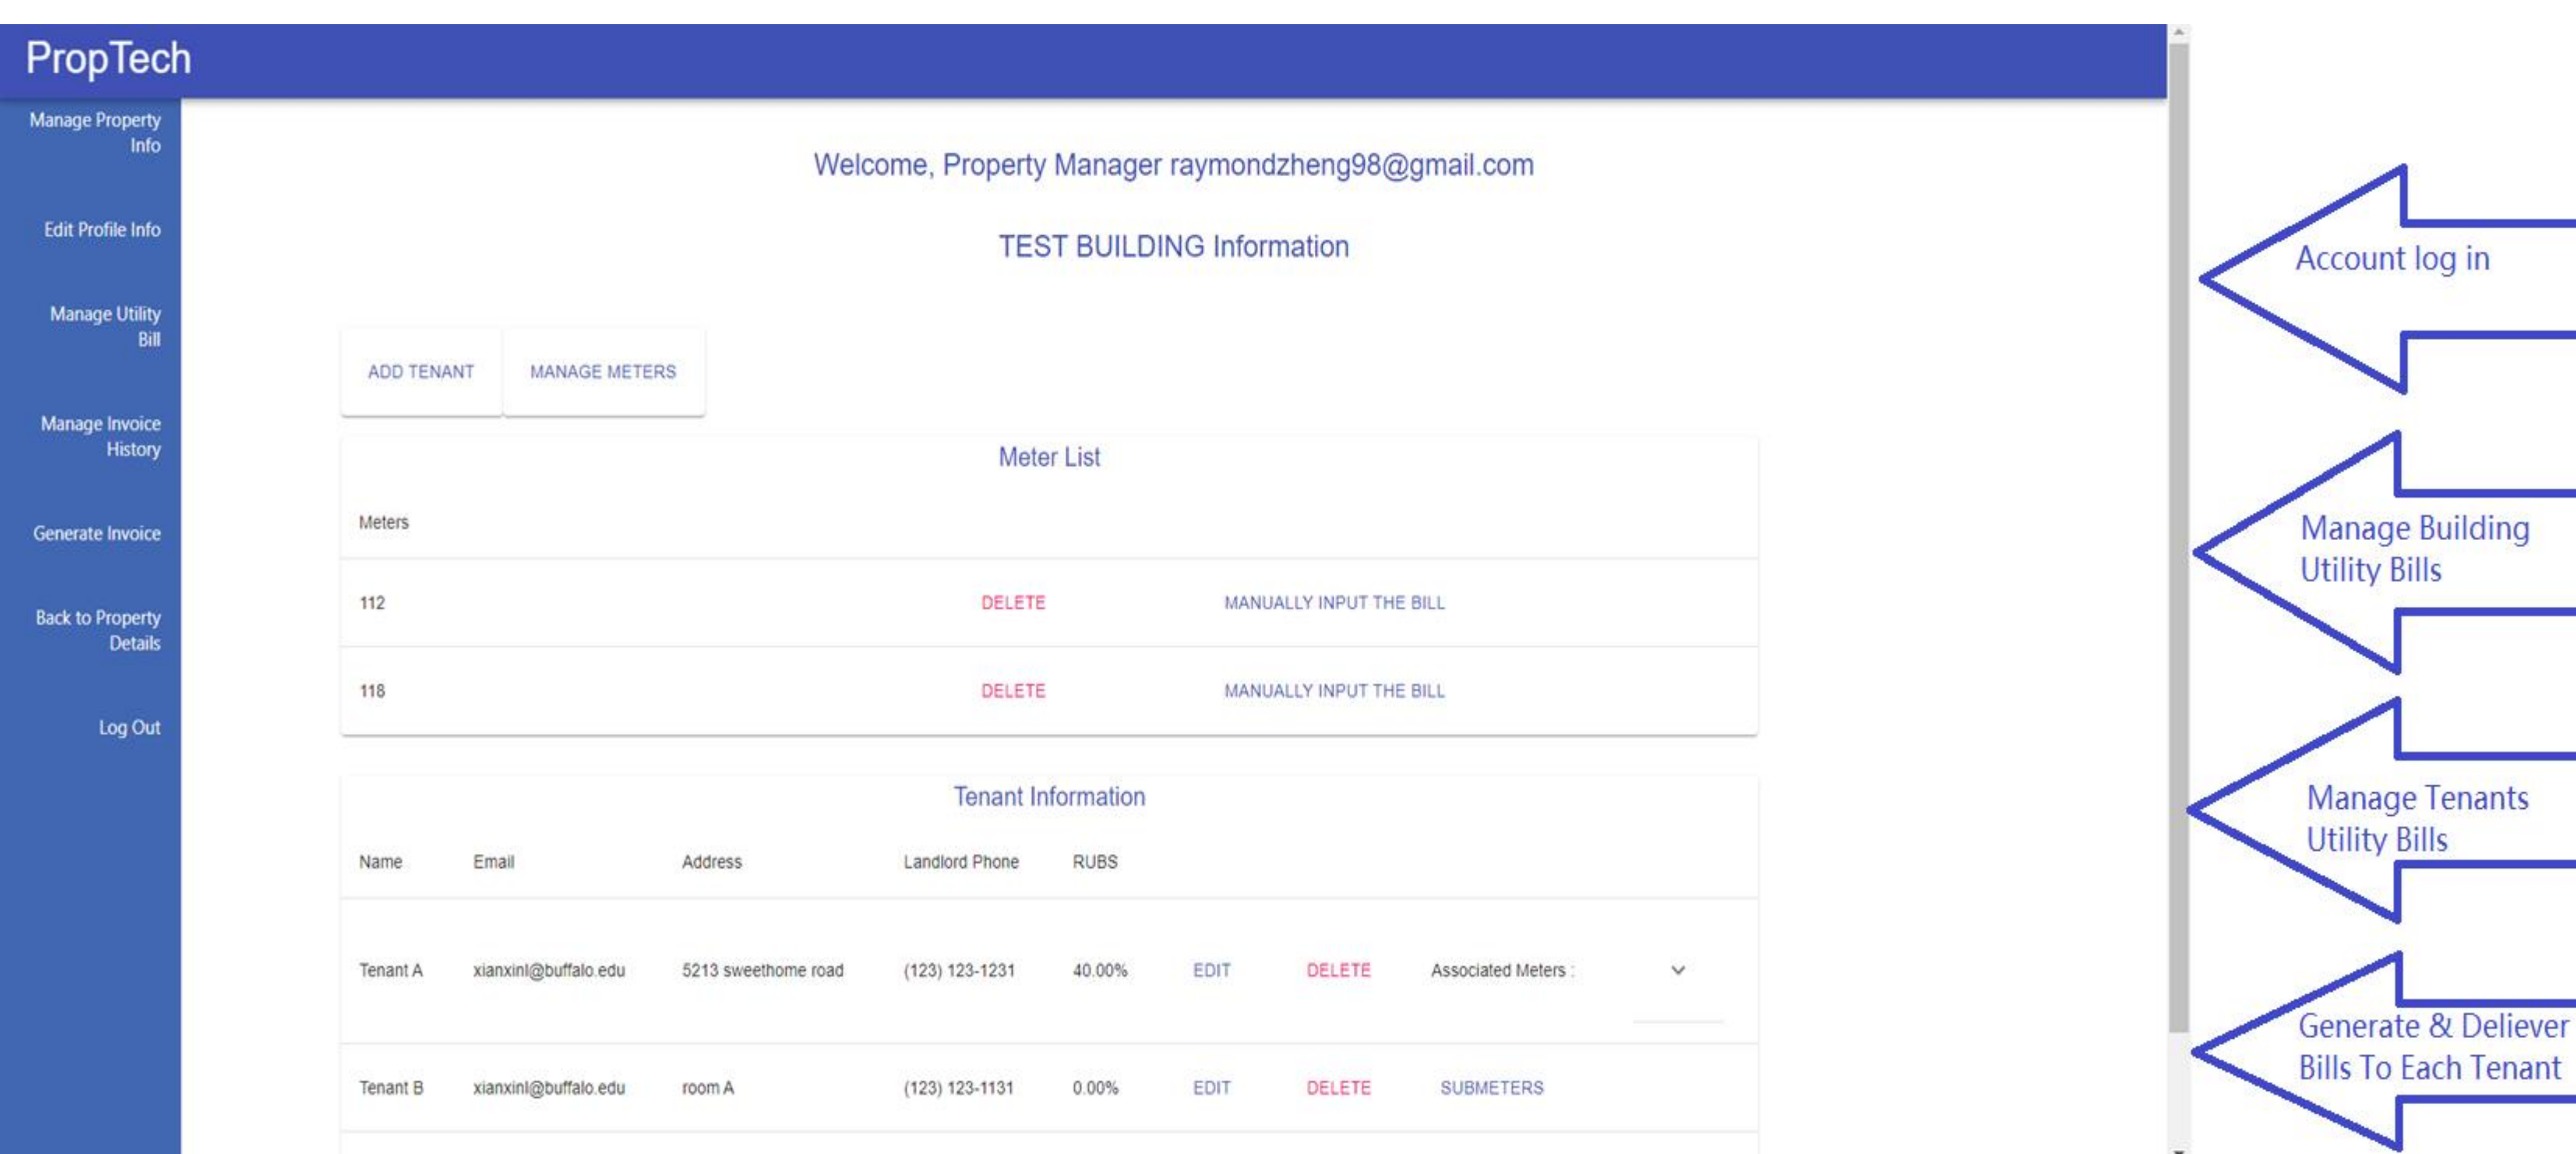 PropTech
Manage Property
Info
Edit Profile Info
Manage Utility
Bill
Manage Invoice
History
Generate Invoice
Back to Property
Details
Log Out
Welcome, Property Manager raymondzheng98@gmail.com
TEST BUILDING Information
ADD TENANT MANAGE METERS
Meter List
Meters
112 DELETE MANUALLY INPUT THE BILL
118 DELETE MANUALLY INPUT THE BILL
Tenant Information
Name Email Address Landlord Phone RUBS
Tenant A xianxinl@buffalo.edu 5213 sweethome road (123) 123-1231 40.00% EDIT DELETE Associated Meters :
Tenant B xianxinl@buffalo.edu room A (123) 123-1131 0.00% EDIT DELETE SUBMETERS
Account log in
Manage Building
Utility Bills
Manage Tenants
Utility Bills
Generate & Deliever
Bills To Each Tenant